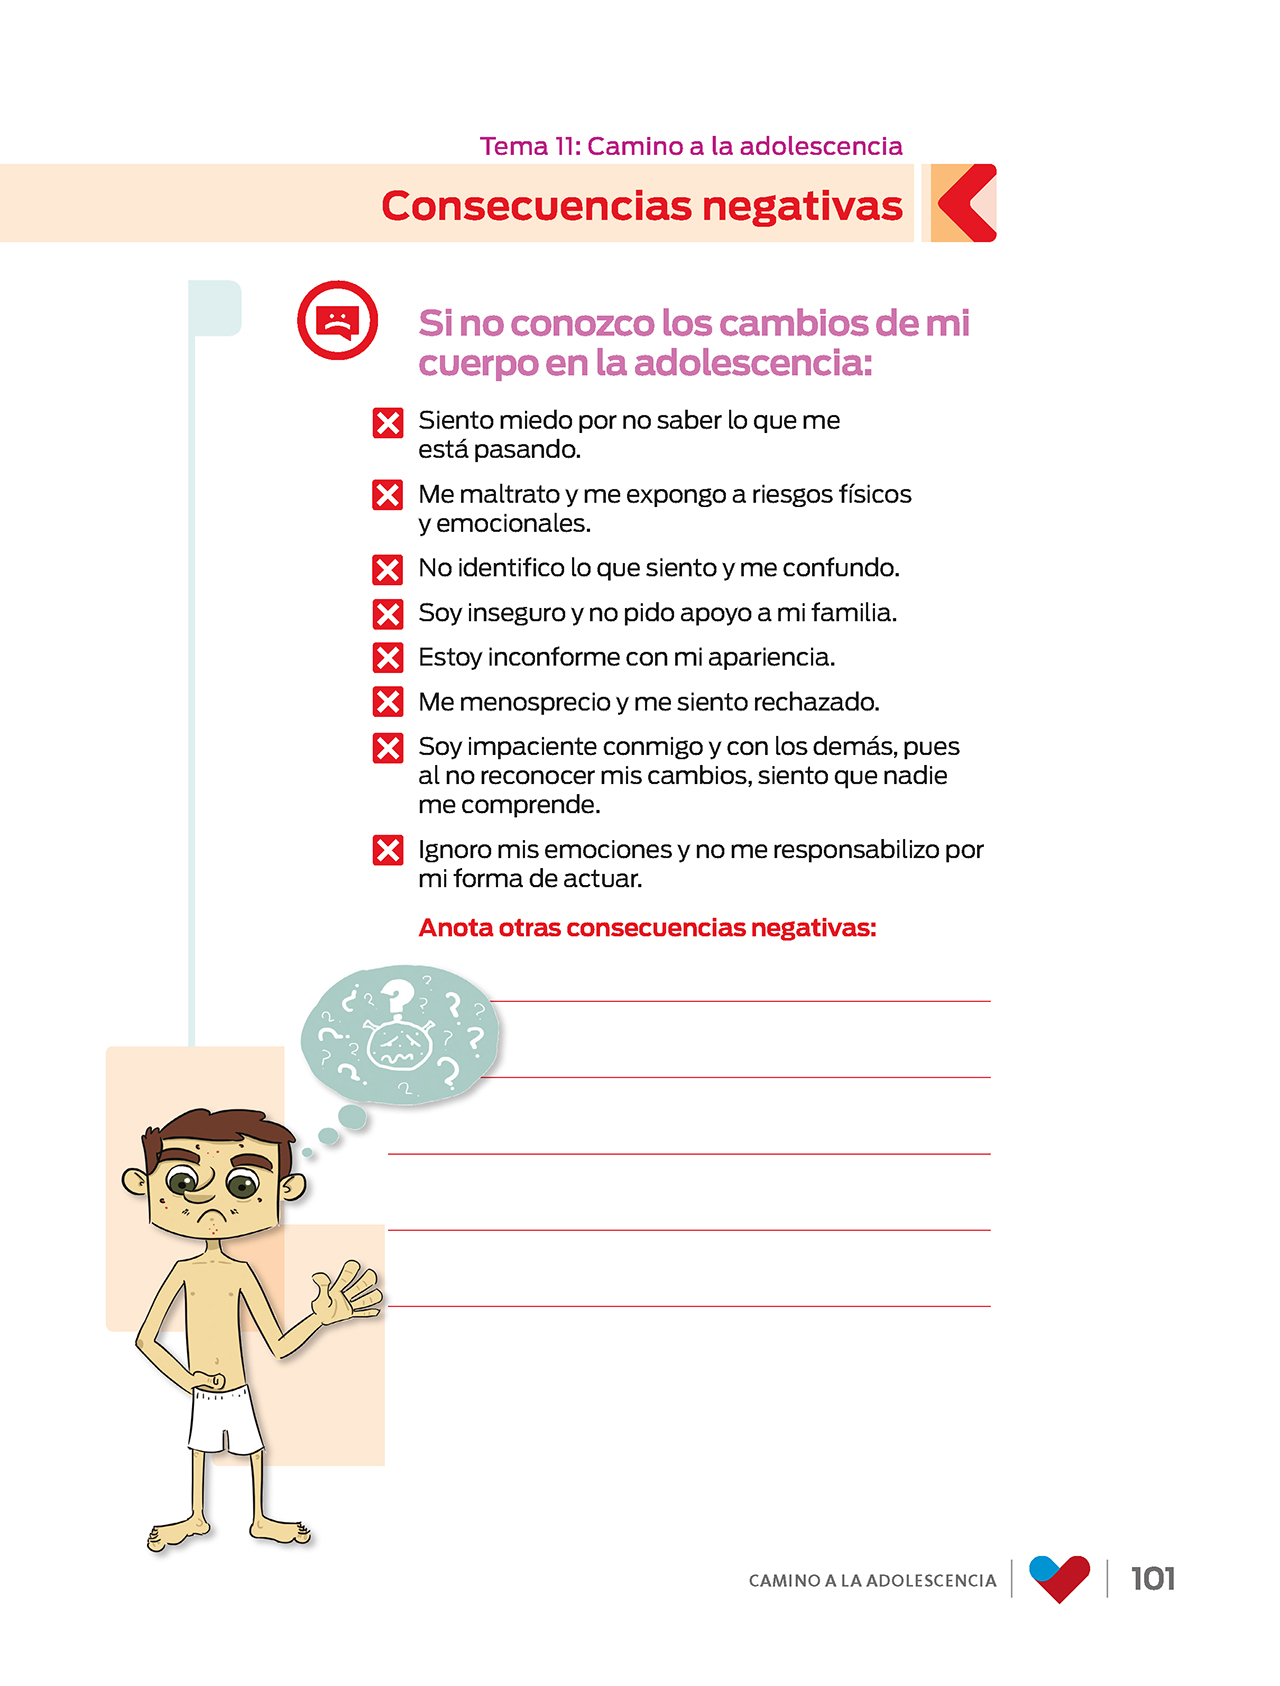 Tema 11: Camino a la adolescencia
Consecuencias negativas
Si no conozco los cambios de mi
cuerpo en la adolescencia:
Siento miedo por no saber lo que me
está pasando.
Me maltrato y me expongo a riesgos físicos
y emocionales.
No identifico lo que siento y me confundo.
Soy inseguro y no pido apoyo a mi familia.
Estoy inconforme con mi apariencia.
Me menosprecio y me siento rechazado.
Soy impaciente conmigo y con los demás, pues
al no reconocer mis cambios, siento que nadie
me comprende.
Ignoro mis emociones y no me responsabilizo por
mi forma de actuar.
Anota otras consecuencias negativas:
CAMINO A LA ADOLESCENCIA
101